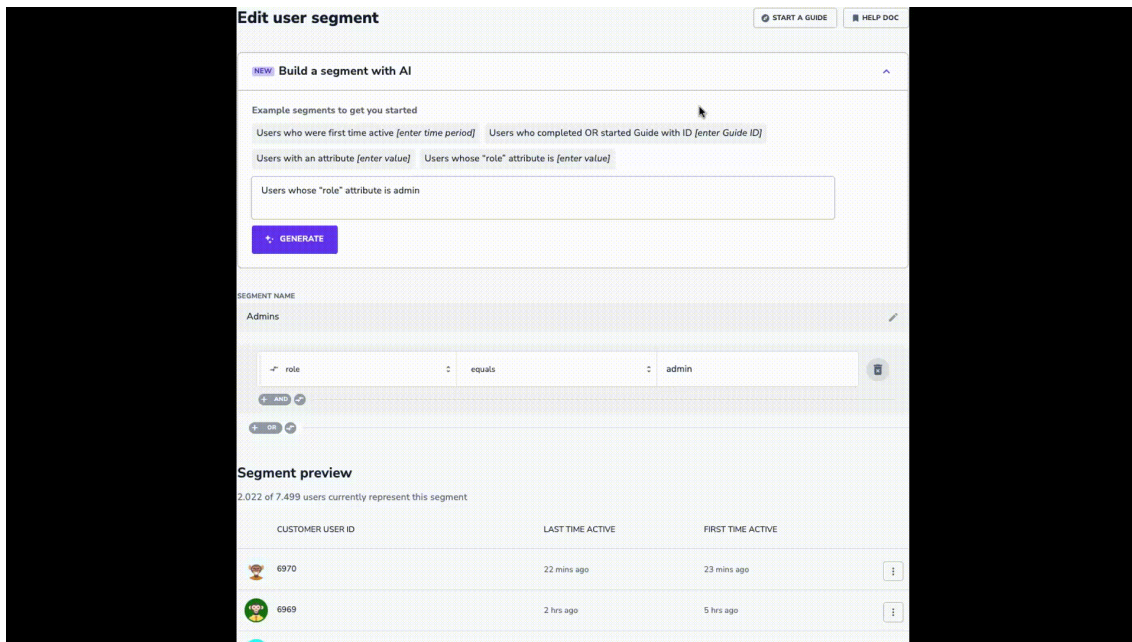 Edit user segment
START A GUIDE
HELP DOC
NEW Build a segment with AI
Example segments to get you started
Users who were first time active [enter time period]
Users who completed OR started Guide with ID [enter Guide ID]
Users with an attribute [enter value]
Users whose “role” attribute is [enter value]
Users whose “role” attribute is admin
GENERATE
SEGMENT NAME
Admins
role
equals
admin
+ AND
+ OR
Segment preview
2.022 of 7.499 users currently represent this segment
CUSTOMER USER ID
LAST TIME ACTIVE
FIRST TIME ACTIVE
6970
22 mins ago
23 mins ago
6969
2 hrs ago
5 hrs ago